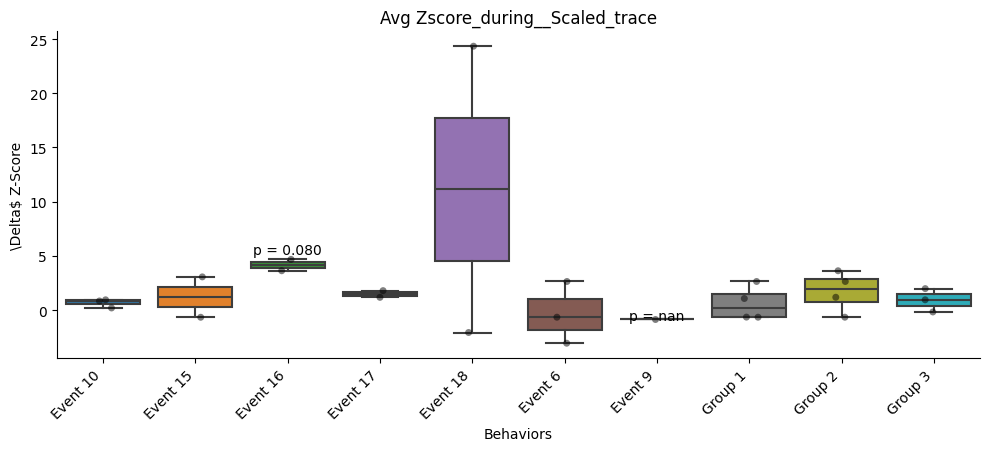 Avg Zscore_during__Scaled_trace
\Delta$ Z-Score
25
20
15
10
5
0
p = 0.080
p = nan
Event 10
Event 15
Event 16
Event 17
Event 18
Event 6
Event 9
Group 1
Group 2
Group 3
Behaviors